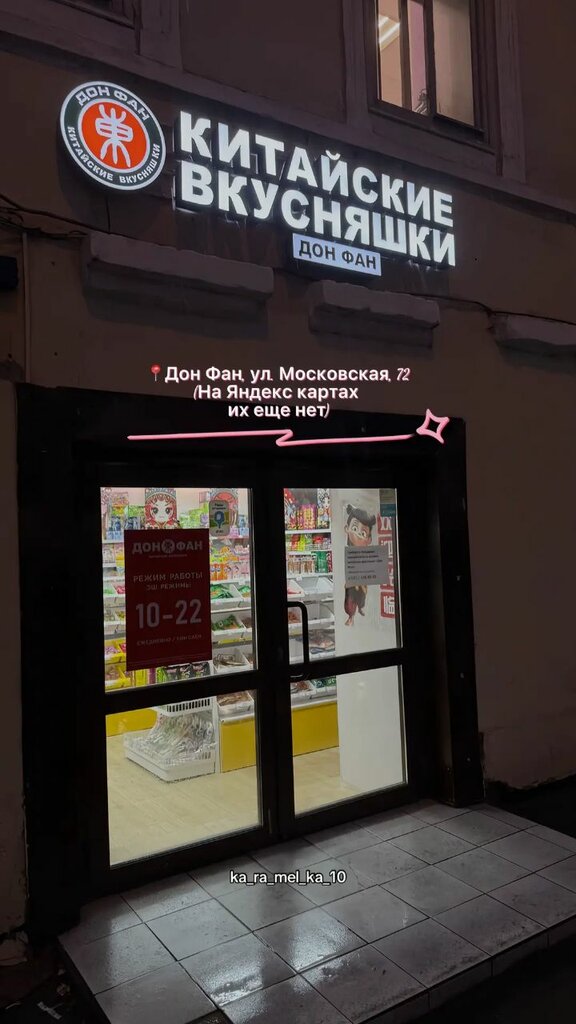 ДОН ФАН
КИТАЙСКИЕ ВКУСНЯШКИ
КИТАЙСКИЕ
ВКУСНЯШКИ
ДОН ФАН
東
📍Дон Фан, ул. Московская, 72
(На Яндекс картах
их еще нет)
ДОН ФАН
РЕЖИМ РАБОТЫ
10-22
ka_ra_mel_ka_10